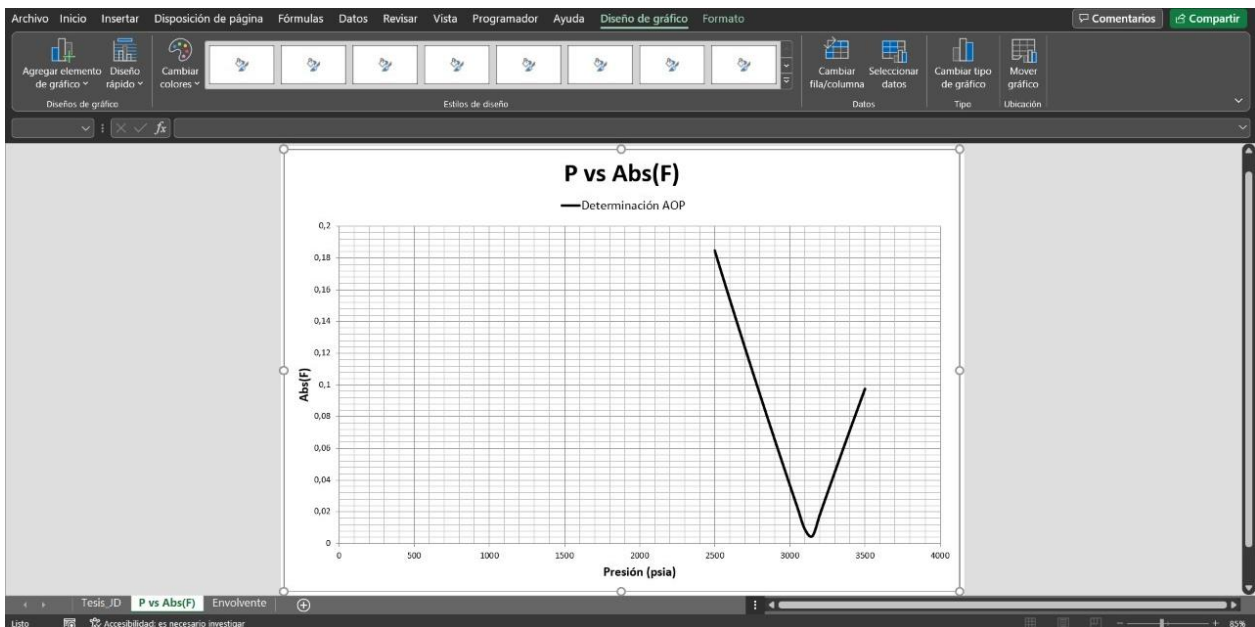 Archivo Inicio Insertar Disposición de página Fórmulas Datos Revisar Vista Programador Ayuda Diseño de gráfico Formato
Comentarios
Compartir
Agregar elemento de gráfico
Diseño rápido
Cambiar colores
Cambiar fila/columna
Seleccionar datos
Cambiar tipo de gráfico
Mover gráfico
Diseños de gráfico
Estilos de diseño
Datos
Tipo
Ubicación
fx
P vs Abs(F)
Determinación AOP
0,2
0,18
0,16
0,14
0,12
0,1
0,08
0,06
0,04
0,02
0
Abs(F)
0 500 1000 1500 2000 2500 3000 3500 4000
Presión (psia)
Tesis_JD P vs Abs(F) Envolvente
Listo
Accesibilidad: es necesario investigar
85%